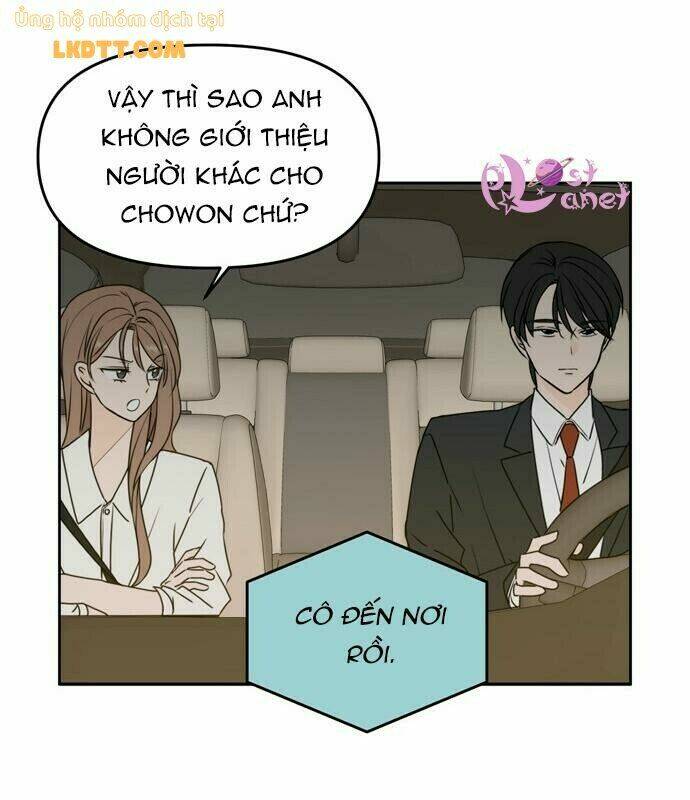 Ủng hộ nhóm dịch tại
LKDTT.COM
VẬY THÌ SAO ANH
KHÔNG GIỚI THIỆU
NGƯỜI KHÁC CHO
CHOWON CHỨ?
Lost
Planet
CÔ ĐẾN NƠI
RỒI.